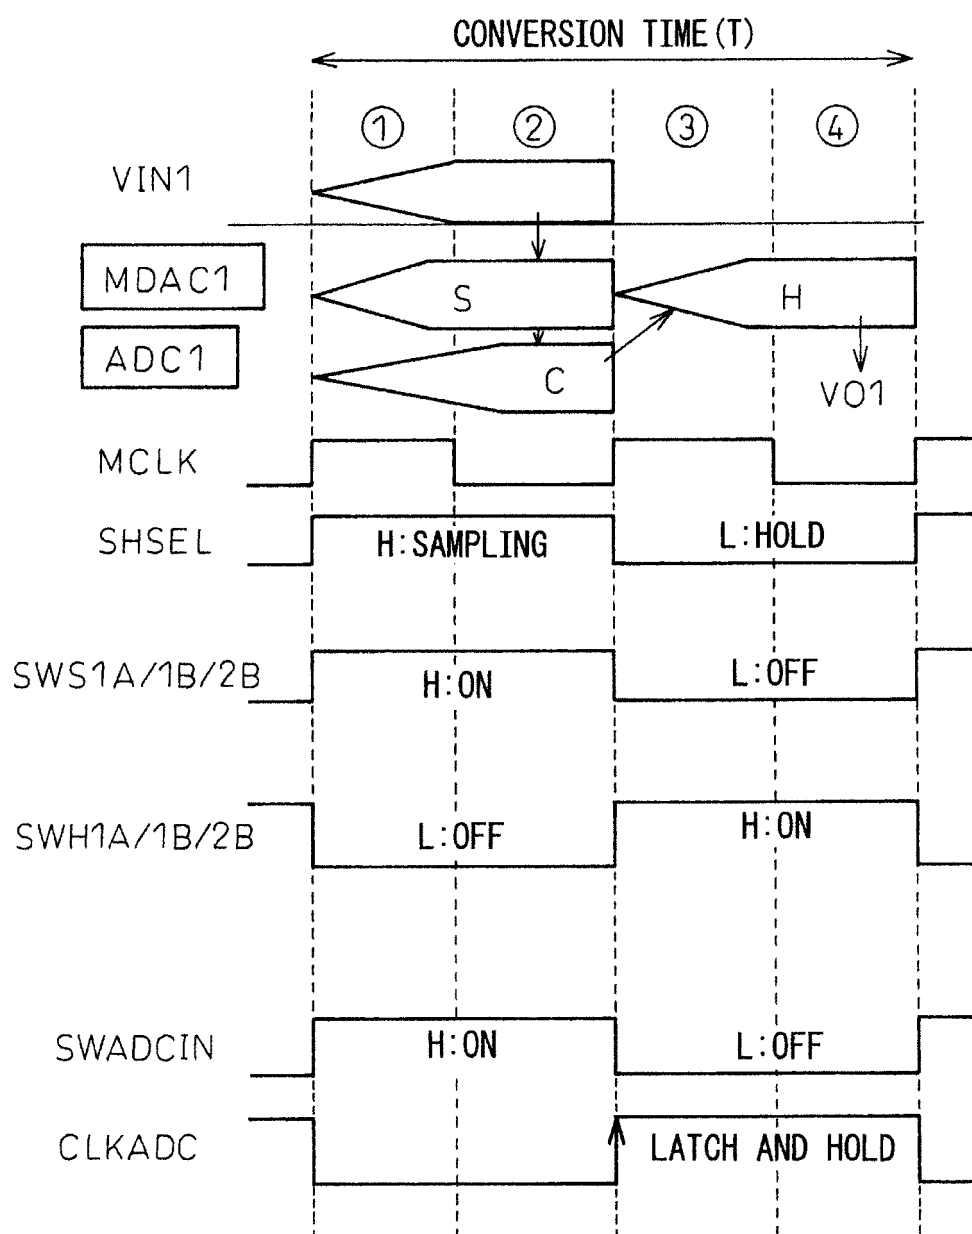 CONVERSION TIME(T)
① ② ③ ④
VIN1
MDAC1 S H
ADC1 C VO1
MCLK
SHSEL H:SAMPLING L:HOLD
SWS1A/1B/2B H:ON L:OFF
SWH1A/1B/2B L:OFF H:ON
SWADCIN H:ON L:OFF
CLKADC LATCH AND HOLD